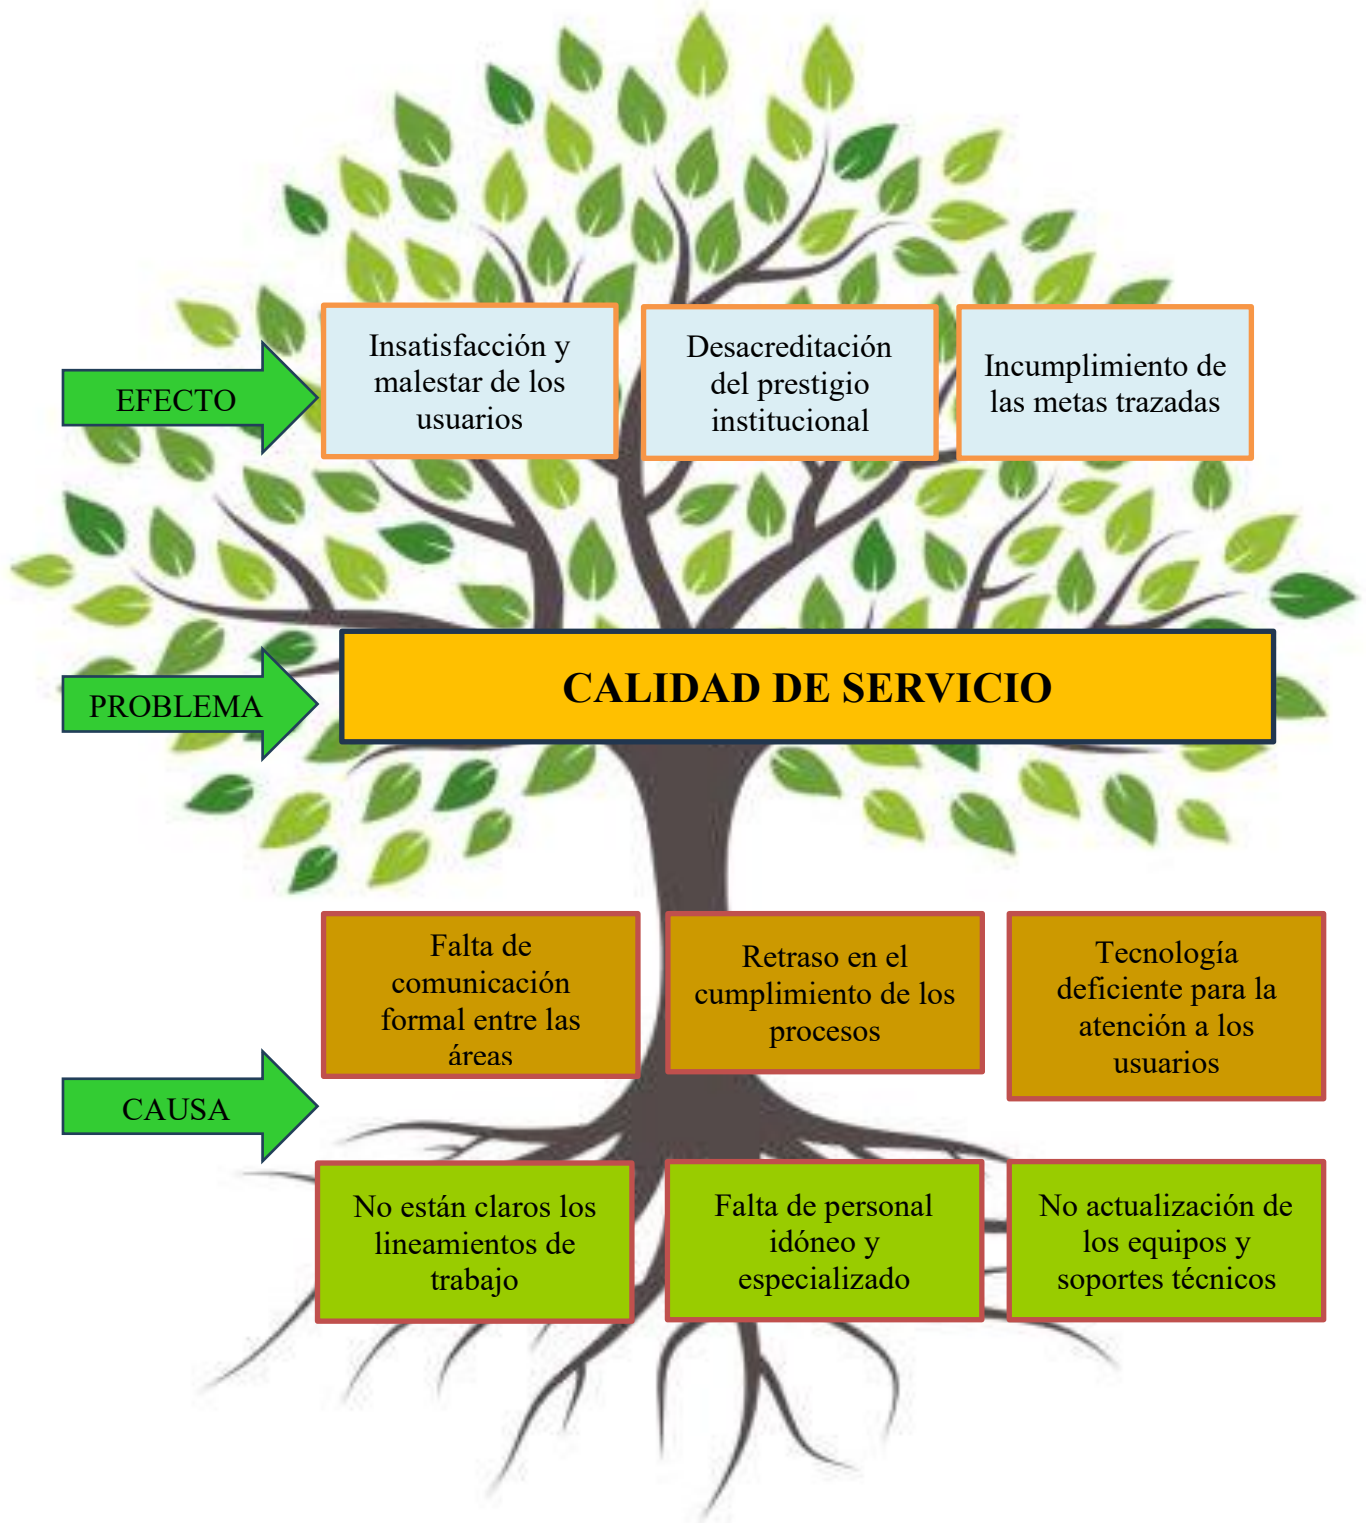 EFECTO
Insatisfacción y
malestar de los
usuarios
Desacreditación
del prestigio
institucional
Incumplimiento de
las metas trazadas
PROBLEMA
CALIDAD DE SERVICIO
CAUSA
Falta de
comunicación
formal entre las
áreas
Retraso en el
cumplimiento de los
procesos
Tecnología
deficiente para la
atención a los
usuarios
No están claros los
lineamientos de
trabajo
Falta de personal
idóneo y
especializado
No actualización de
los equipos y
soportes técnicos